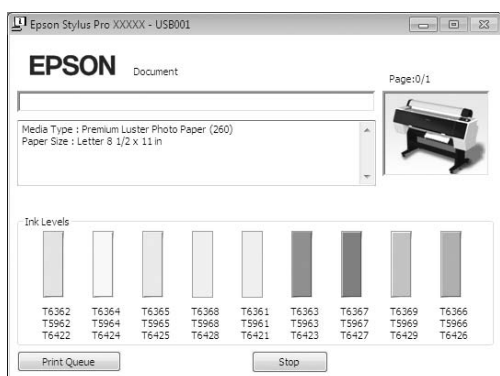 Epson Stylus Pro XXXXX - USB001
EPSON Document
Page:0/1
Media Type : Premium Luster Photo Paper (260)
Paper Size : Letter 8 1/2 x 11 in
Ink Levels
T6362 T6364 T6365 T6368 T6361 T6363 T6367 T6369 T6366
T5962 T5964 T5965 T5968 T5961 T5963 T5967 T5969 T5966
T6422 T6424 T6425 T6428 T6421 T6423 T6427 T6429 T6426
Print Queue Stop